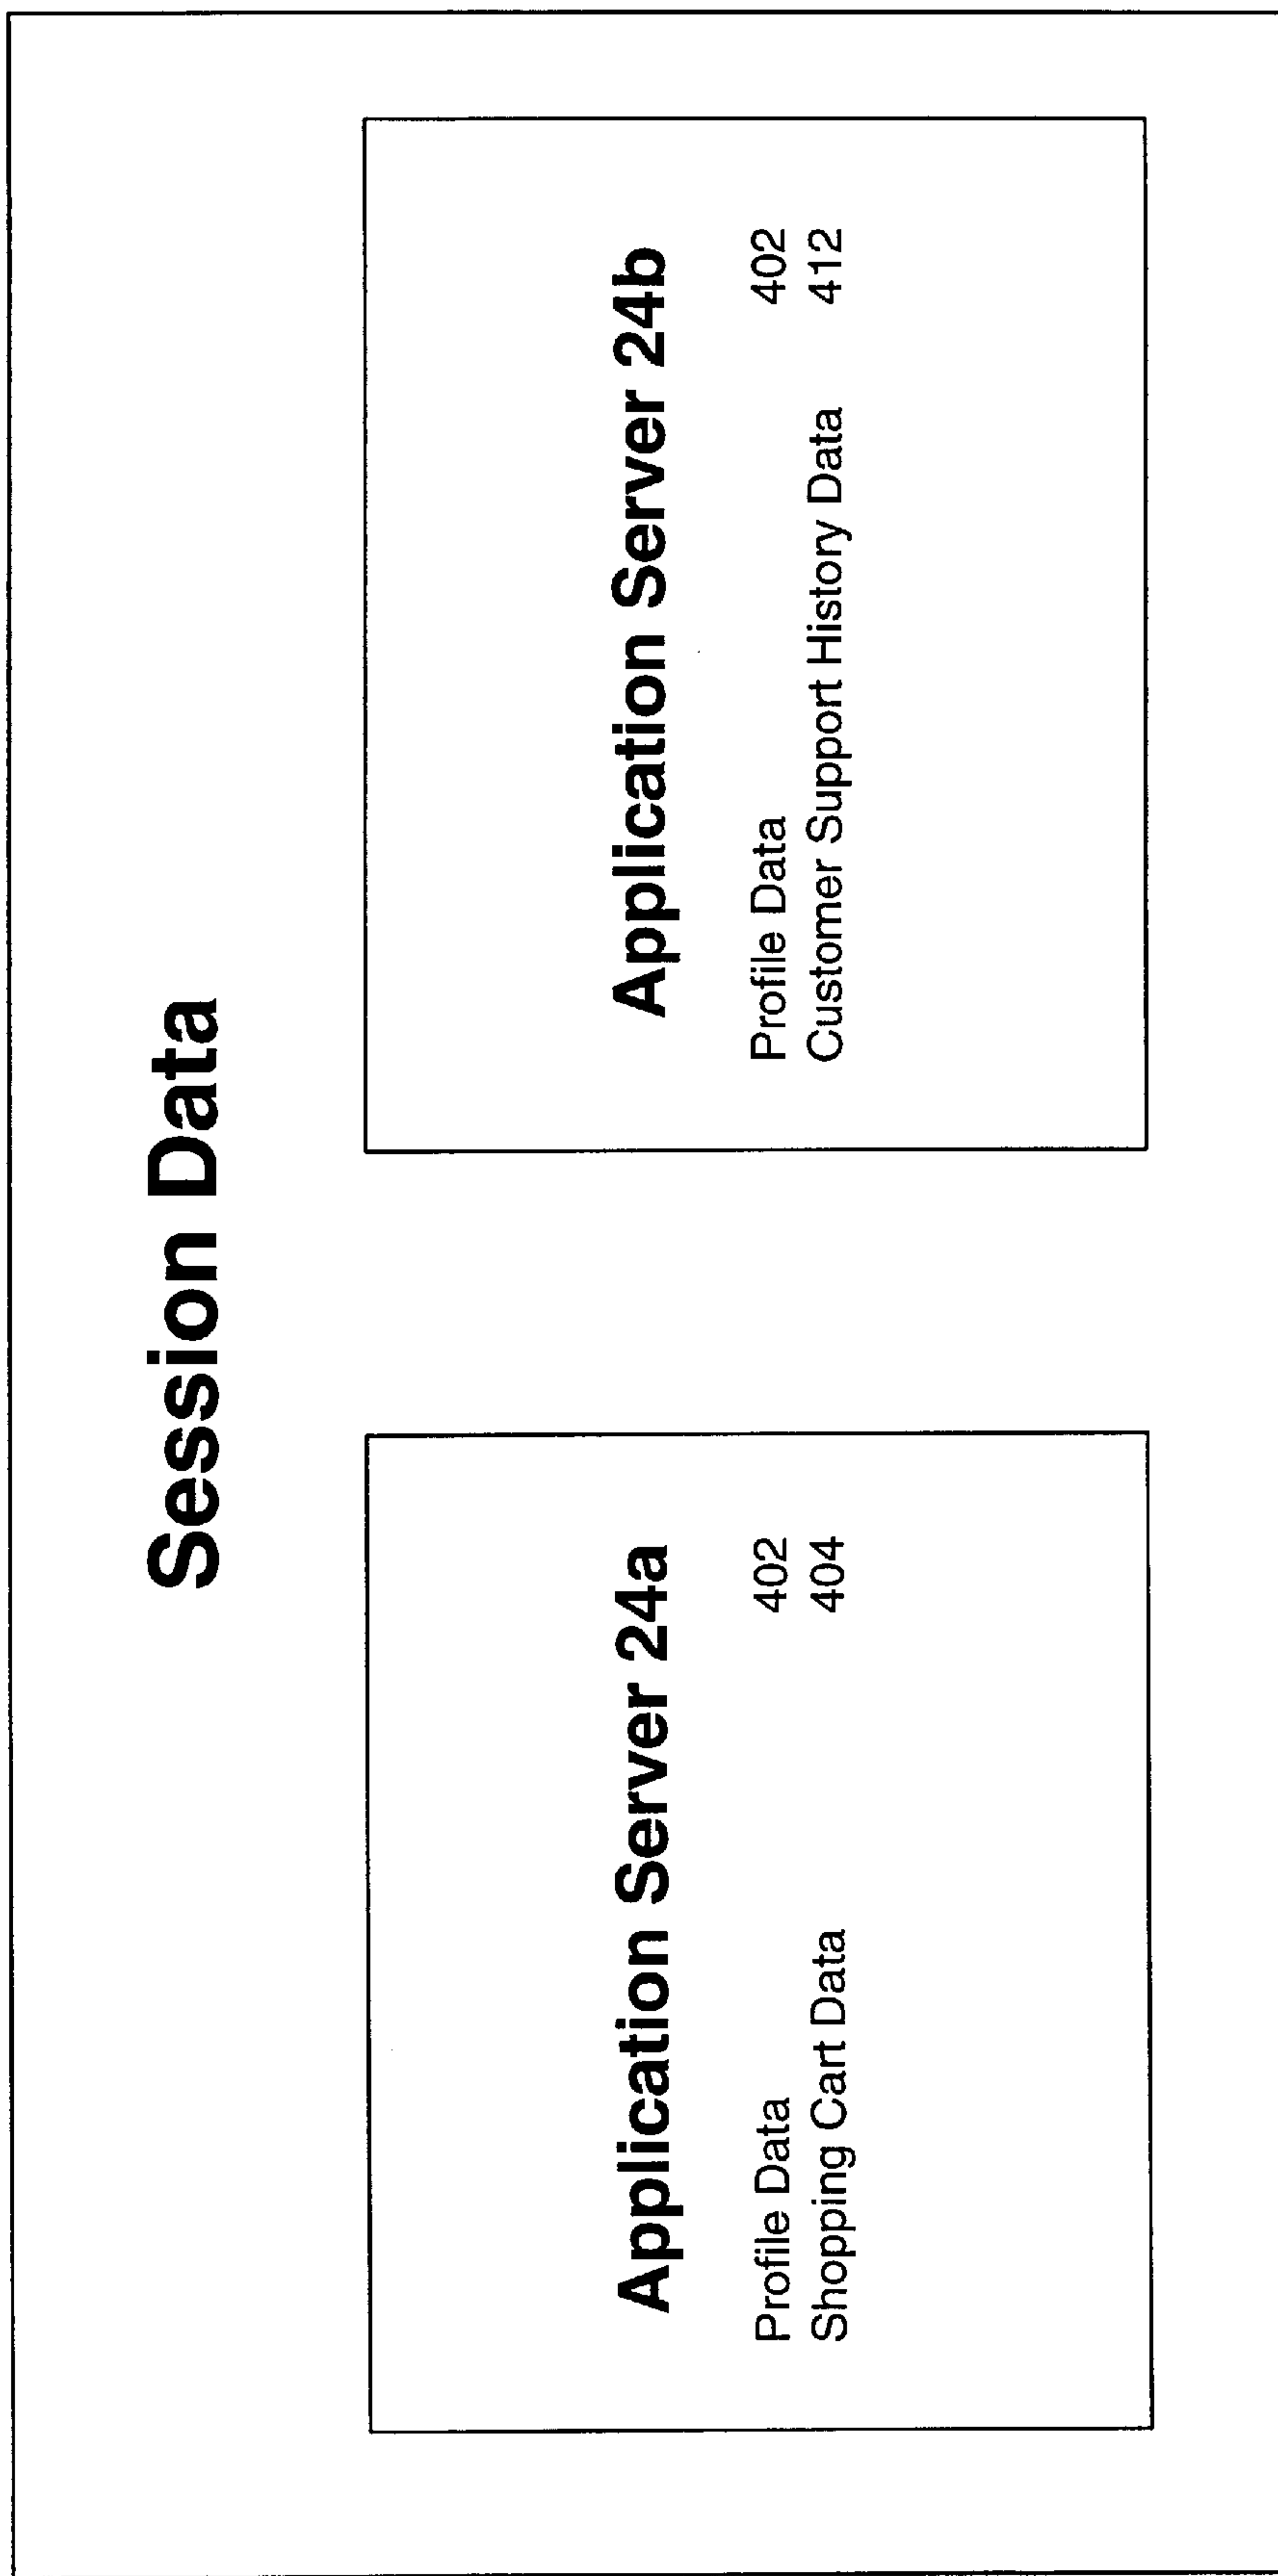 Session Data
Application Server 24a
Profile Data 402
Shopping Cart Data 404
Application Server 24b
Profile Data 402
Customer Support History Data 412